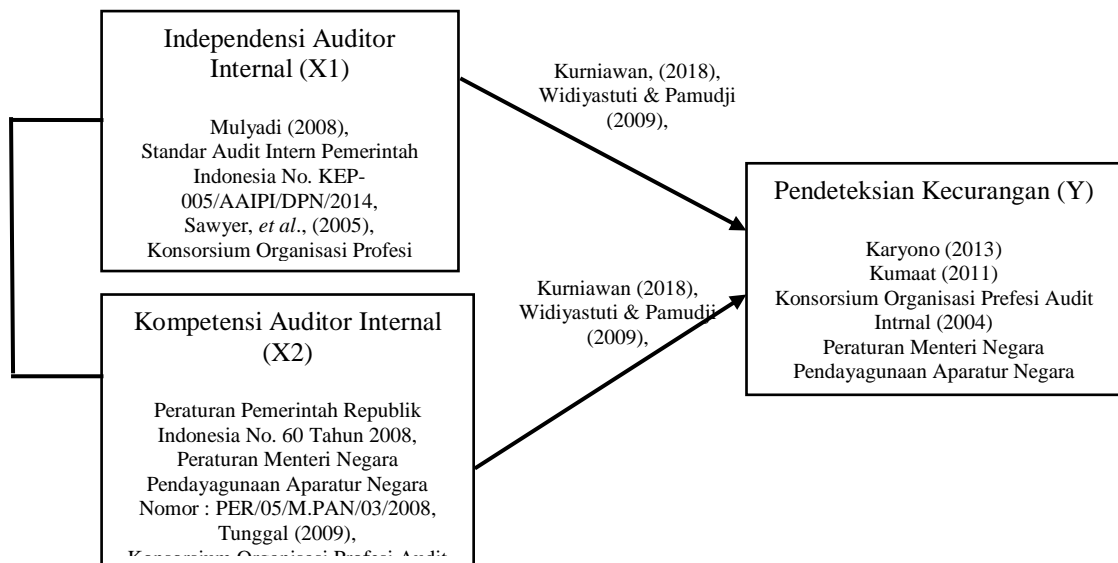 Independensi Auditor
Internal (X1)
Mulyadi (2008),
Standar Audit Intern Pemerintah
Indonesia No. KEP-
005/AAIPI/DPN/2014,
Sawyer, et al., (2005),
Konsorsium Organisasi Profesi
Kurniawan, (2018),
Widiyastuti & Pamudji
(2009),
Pendeteksian Kecurangan (Y)
Karyono (2013)
Kumaat (2011)
Konsorsium Organisasi Prefesi Audit
Intrnal (2004)
Peraturan Menteri Negara
Pendayagunaan Aparatur Negara
Kurniawan (2018),
Widiyastuti & Pamudji
(2009),
Kompetensi Auditor Internal
(X2)
Peraturan Pemerintah Republik
Indonesia No. 60 Tahun 2008,
Peraturan Menteri Negara
Pendayagunaan Aparatur Negara
Nomor : PER/05/M.PAN/03/2008,
Tunggal (2009),
Konsorsium Organisasi Profesi Audit